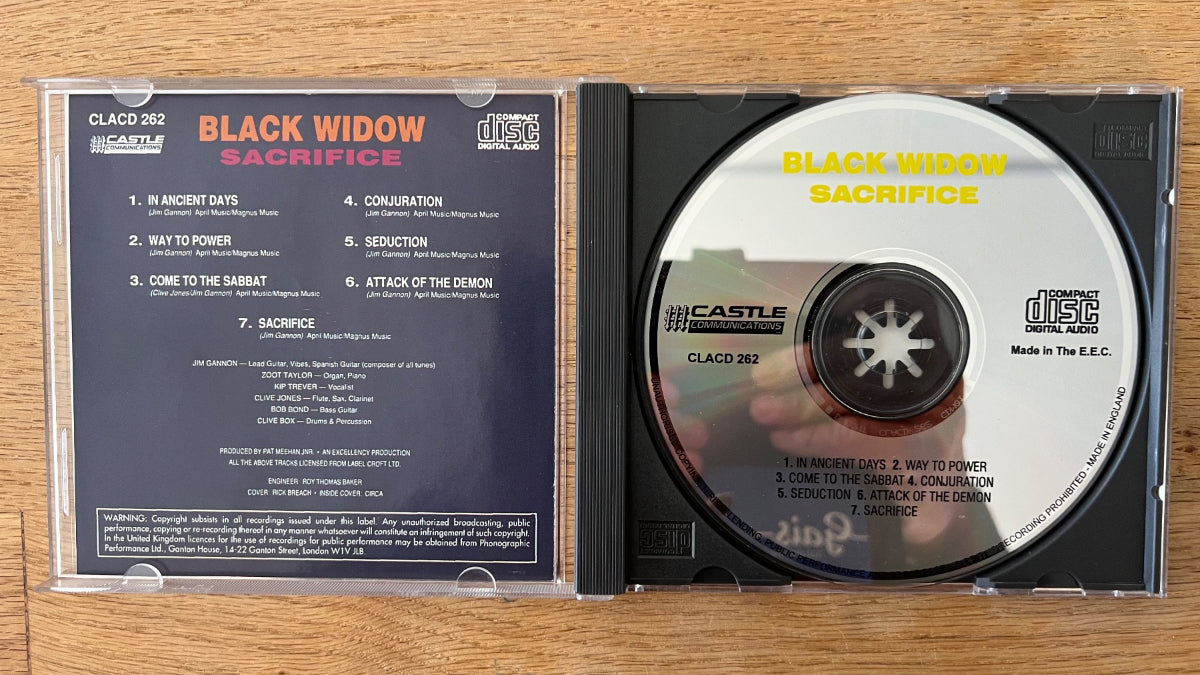 CLACD 262
CASTLE
COMMUNICATIONS
BLACK WIDOW
SACRIFICE
COMPACT
disc
DIGITAL AUDIO
1. IN ANCIENT DAYS
(Jim Gannon) April Music/Magnus Music
2. WAY TO POWER
(Jim Gannon) April Music/Magnus Music
3. COME TO THE SABBAT
(Clive Jones/Jim Gannon) April Music/Magnus Music
4. CONJURATION
(Jim Gannon) April Music/Magnus Music
5. SEDUCTION
(Jim Gannon) April Music/Magnus Music
6. ATTACK OF THE DEMON
(Jim Gannon) April Music/Magnus Music
7. SACRIFICE
(Jim Gannon) April Music/Magnus Music
JIM GANNON — Lead Guitar, Vibes, Spanish Guitar (composer of all tunes)
ZOOT TAYLOR — Organ, Piano
KIP TREVER — Vocalist
CLIVE JONES — Flute, Sax, Clarinet
BOB BOND — Bass Guitar
CLIVE BOX — Drums & Percussion
PRODUCED BY PAT MEEHAN JNR. • AN EXCELLENCY PRODUCTION
ALL THE ABOVE TRACKS LICENSED FROM LABEL CROFT LTD.
ENGINEER ROY THOMAS BAKER
COVER: RICK BREACH • INSIDE COVER: CIRCA
WARNING: Copyright subsists in all recordings issued under this label. Any unauthorized broadcasting, public
performance, copying or re-recording thereof in any manner whatsoever will constitute an infringement of such copyright.
In the United Kingdom licences for the use of recordings for public performance may be obtained from Phonographic
Performance Ltd., Ganton House, 14-22 Ganton Street, London W1V 1LB.
BLACK WIDOW
SACRIFICE
CASTLE
COMMUNICATIONS
CLACD 262
COMPACT
disc
DIGITAL AUDIO
Made in The E.E.C.
1. IN ANCIENT DAYS 2. WAY TO POWER
3. COME TO THE SABBAT 4. CONJURATION
5. SEDUCTION 6. ATTACK OF THE DEMON
7. SACRIFICE
LENDING, PUBLIC PERFORMANCE RECORDING PROHIBITED - MADE IN ENGLAND
COMPACT
disc
DIGITAL AUDIO
COMPACT
disc
Gais